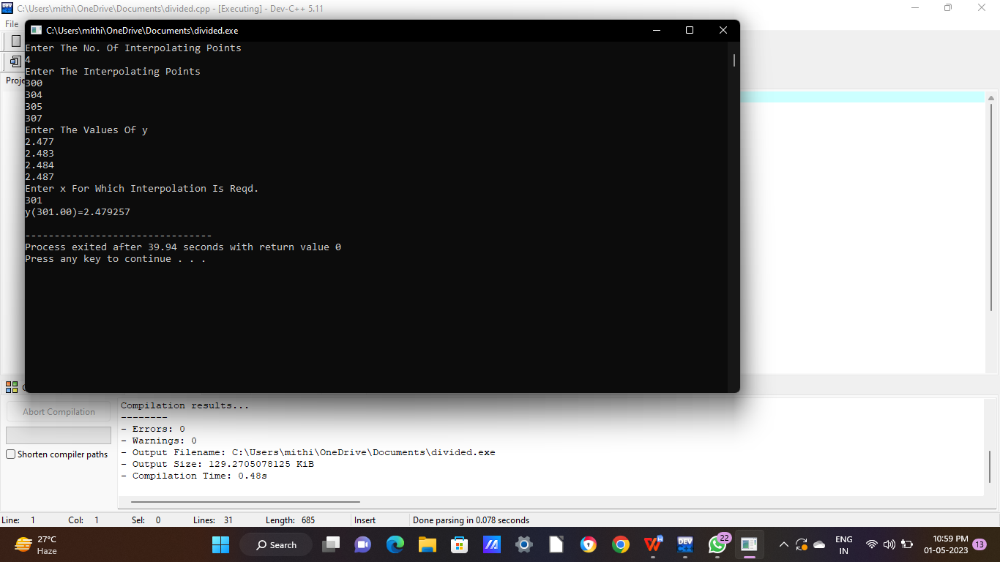 C:\Users\mithi\OneDrive\Documents\divided.cpp - [Executing] - Dev-C++ 5.11
File
C:\Users\mithi\OneDrive\Documents\divided.exe
Enter The No. Of Interpolating Points
4
Enter The Interpolating Points
Proje
300
304
305
307
Enter The Values Of y
2.477
2.483
2.484
2.487
Enter x For Which Interpolation Is Reqd.
301
y(301.00)=2.479257
--------------------------------
Process exited after 39.94 seconds with return value 0
Press any key to continue . . .
Abort Compilation
Shorten compiler paths
Compilation results...
--------
- Errors: 0
- Warnings: 0
- Output Filename: C:\Users\mithi\OneDrive\Documents\divided.exe
- Output Size: 129.2705078125 KiB
- Compilation Time: 0.48s
Line: 1 Col: 1 Sel: 0 Lines: 31 Length: 685 Insert Done parsing in 0.078 seconds
27°C
Haze
Search
DEV
22
ENG
IN
10:59 PM
01-05-2023
13